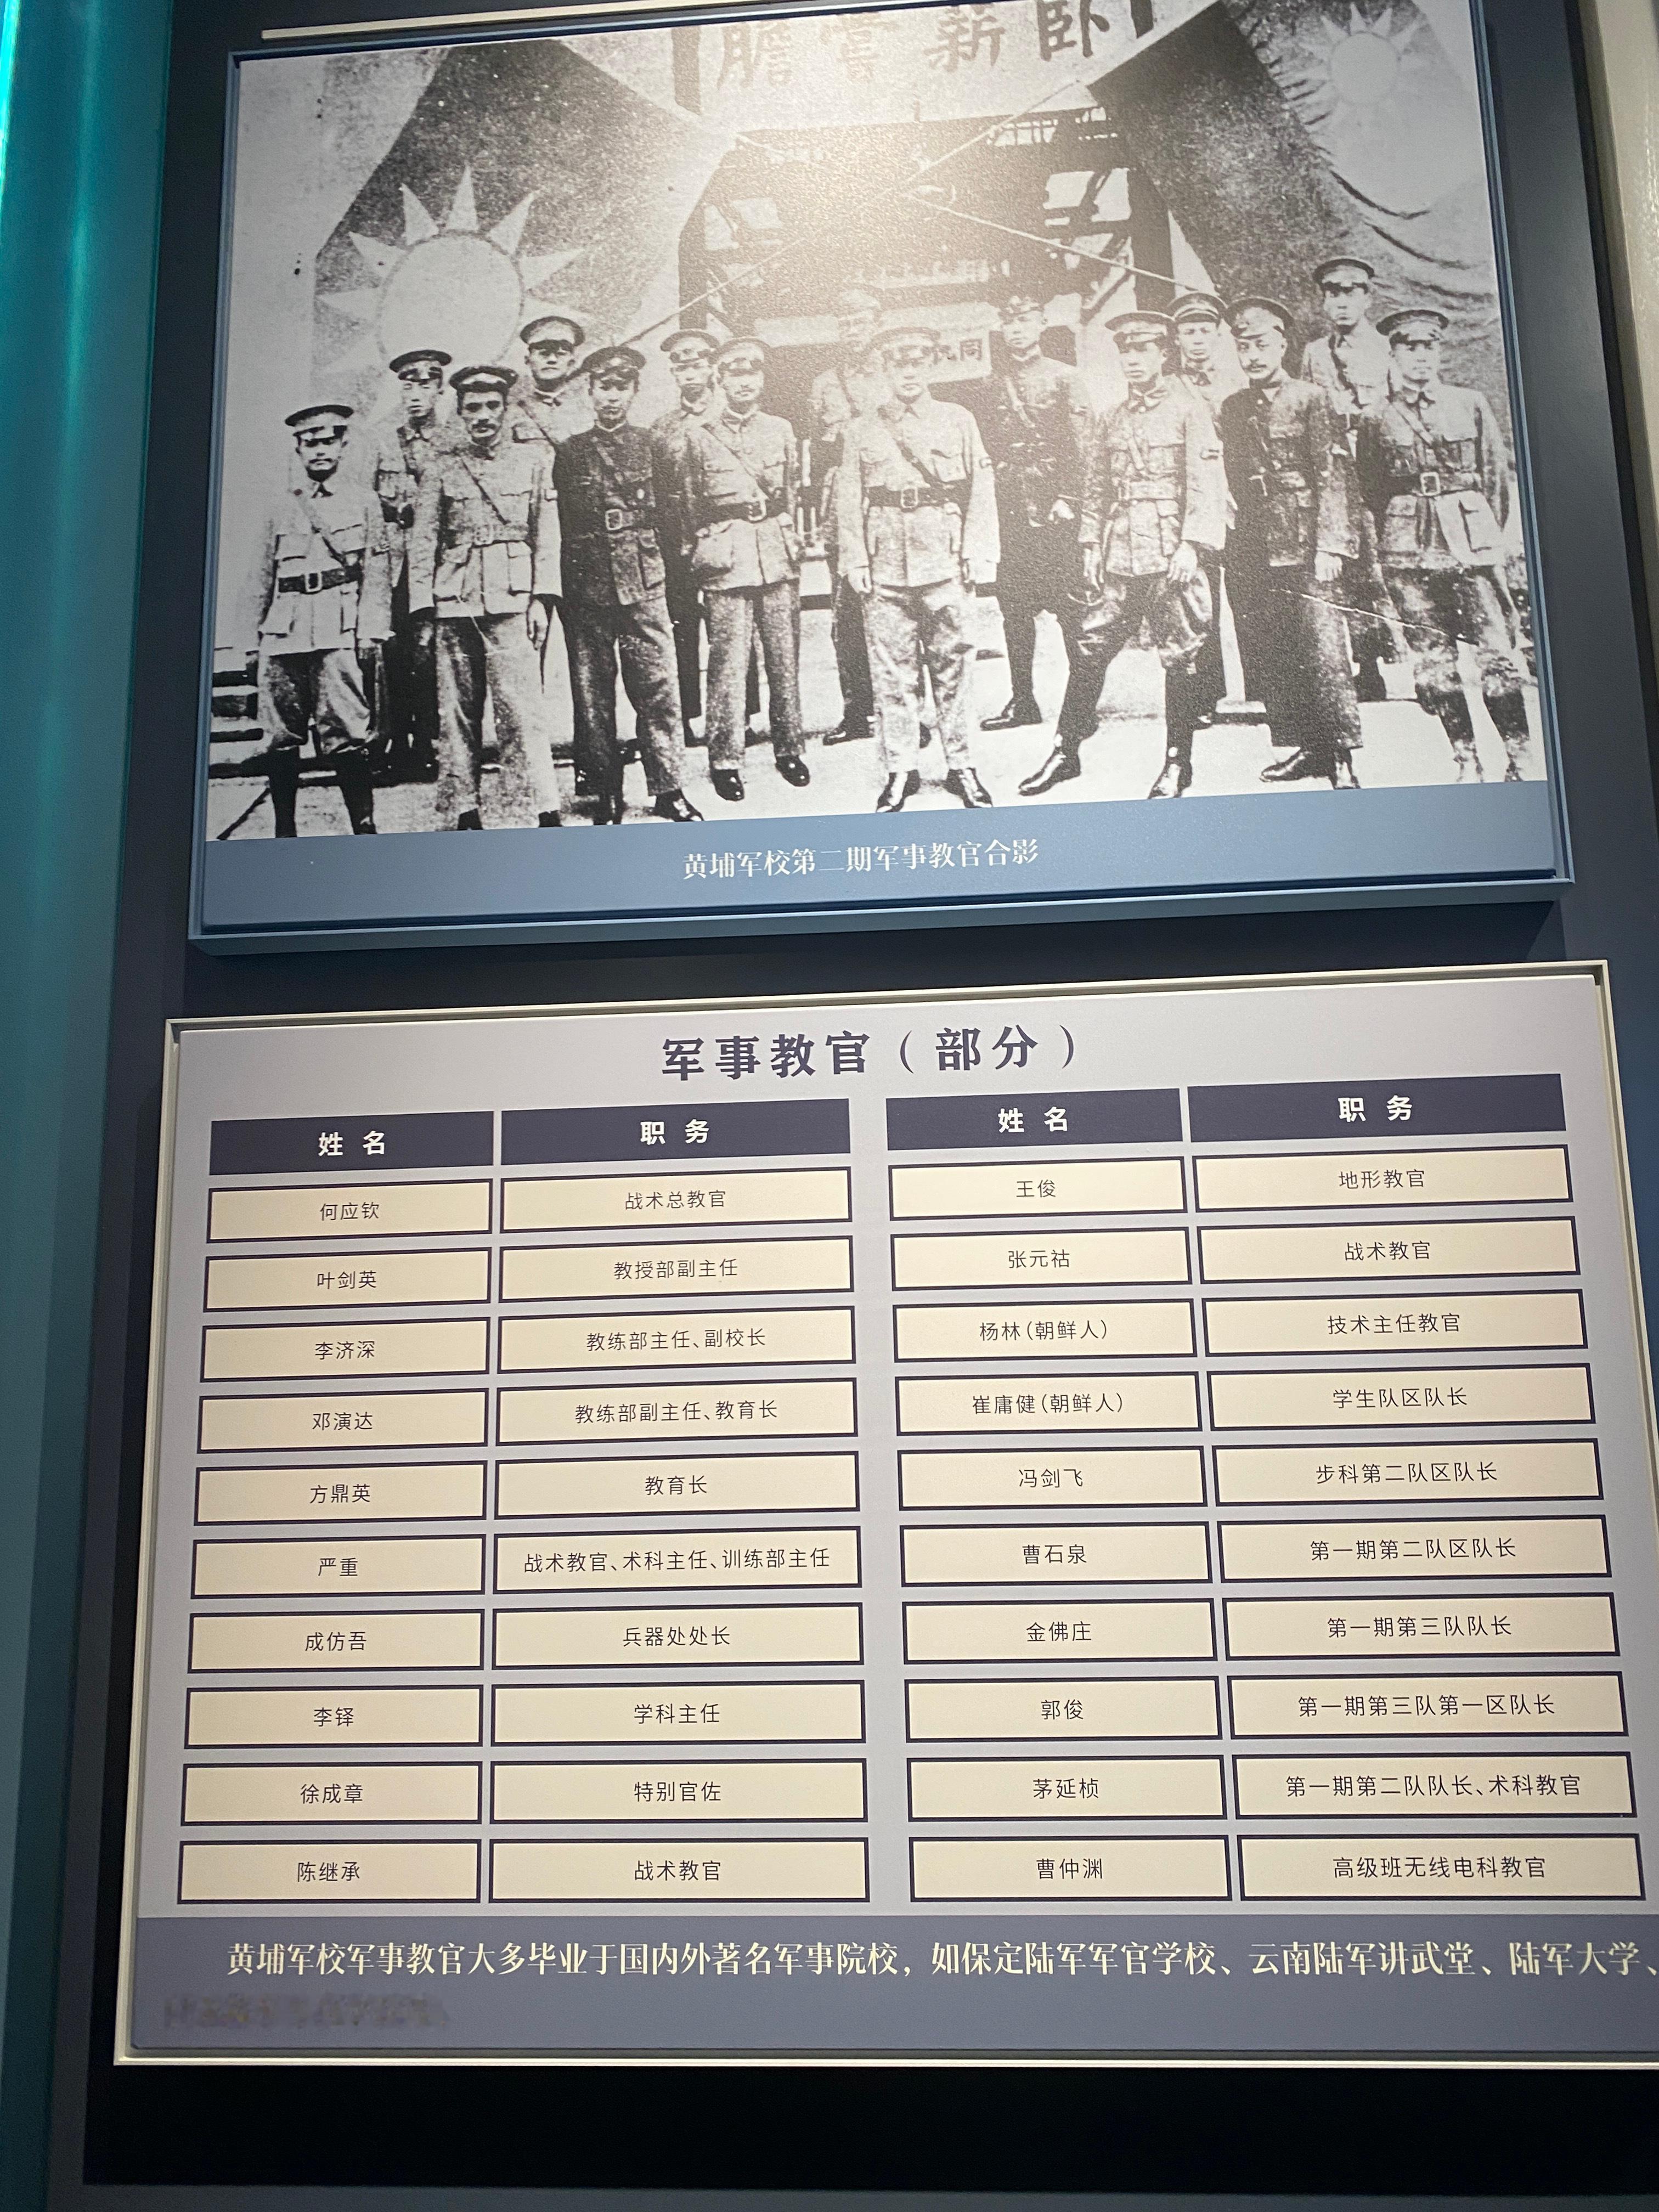 膽嘗薪卧
黄埔军校第二期军事教官合影
军事教官（部分）
姓名 职务 姓名 职务
何应钦 战术总教官 王俊 地形教官
叶剑英 教授部副主任 张元祜 战术教官
李济深 教练部主任、副校长 杨林（朝鲜人） 技术主任教官
邓演达 教练部副主任、教育长 崔庸健（朝鲜人） 学生队区队长
方鼎英 教育长 冯剑飞 步科第二队区队长
严重 战术教官、术科主任、训练部主任 曹石泉 第一期第二队区队长
成仿吾 兵器处处长 金佛庄 第一期第三队队长
李铎 学科主任 郭俊 第一期第三队第一区队长
徐成章 特别官佐 茅延桢 第一期第二队队长、术科教官
陈继承 战术教官 曹仲渊 高级班无线电科教官
黄埔军校军事教官大多毕业于国内外著名军事院校，如保定陆军军官学校、云南陆军讲武堂、陆军大学、